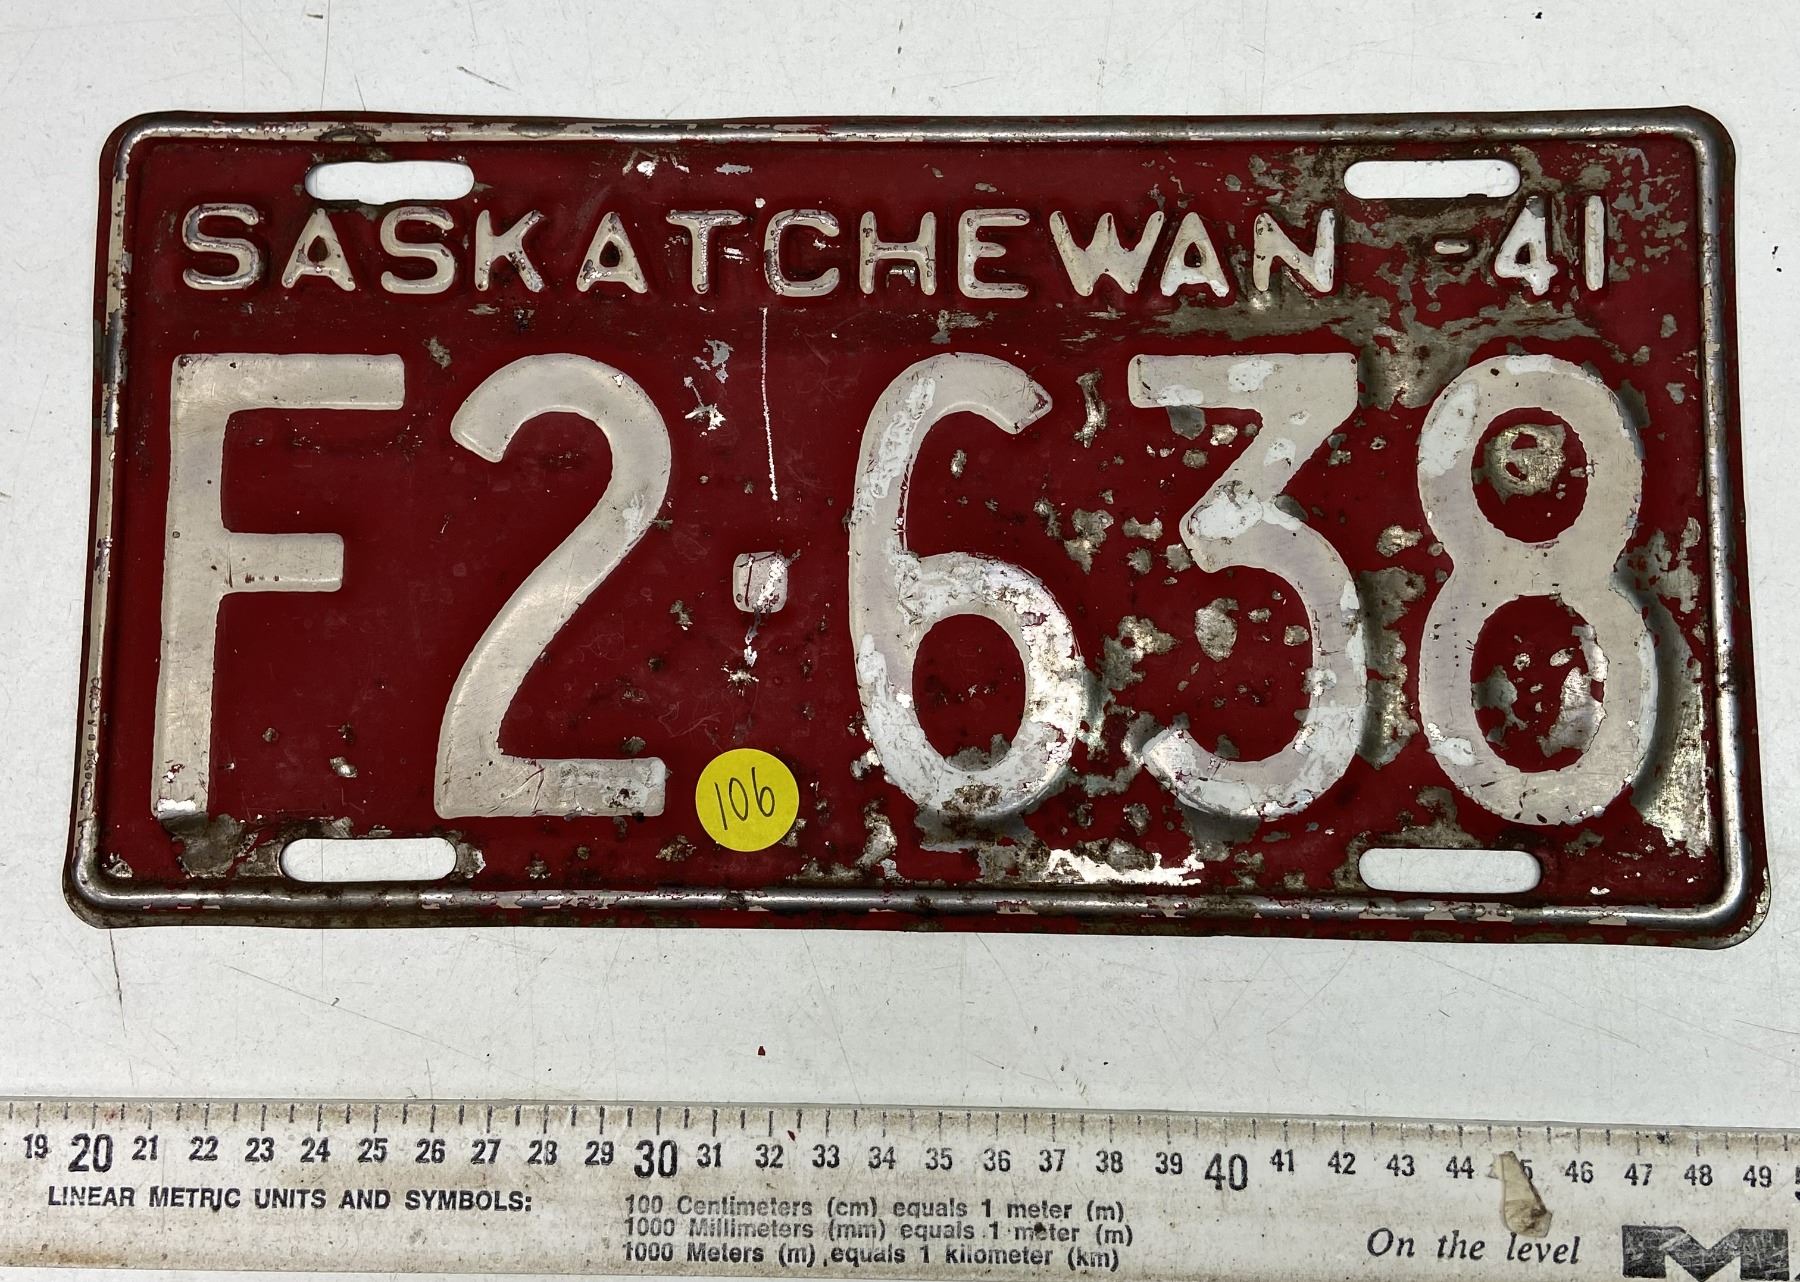 SASKATCHEWAN -41
F2·638
106
19 20 21 22 23 24 25 26 27 28 29 30 31 32 33 34 35 36 37 38 39 40 41 42 43 44 45 46 47 48 49
LINEAR METRIC UNITS AND SYMBOLS:
100 Centimeters (cm) equals 1 meter (m)
1000 Millimeters (mm) equals 1 meter (m)
1000 Meters (m) equals 1 kilometer (km)
On the level